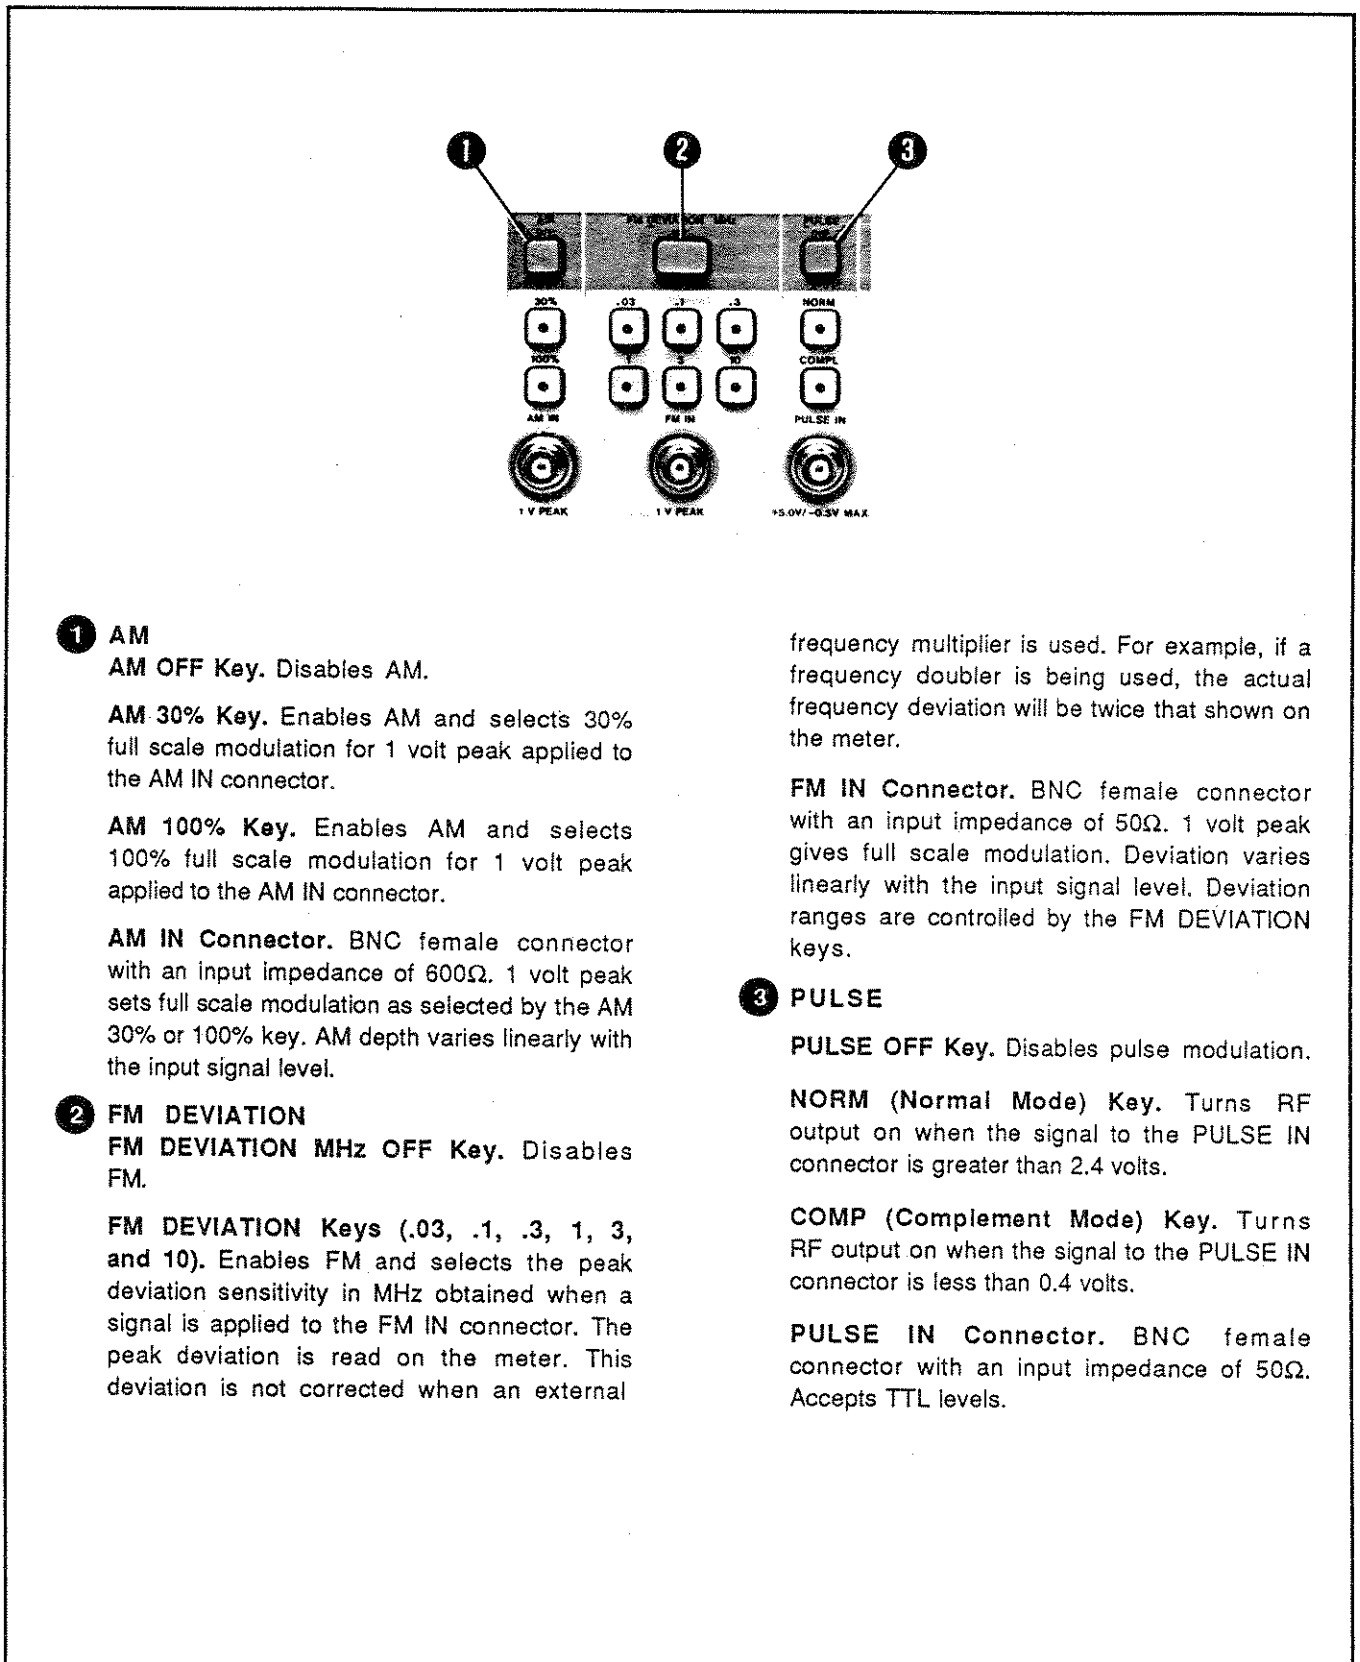 1 2 3
FM DEVIATION MHz PULSE
30% .03 .1 .3 NORM
100% 1 3 10 COMPL
AM IN FM IN PULSE IN
1 V PEAK 1 V PEAK +5.0V/-0.5V MAX
1 AM
AM OFF Key. Disables AM.
AM 30% Key. Enables AM and selects 30%
full scale modulation for 1 volt peak applied to
the AM IN connector.
AM 100% Key. Enables AM and selects
100% full scale modulation for 1 volt peak
applied to the AM IN connector.
AM IN Connector. BNC female connector
with an input impedance of 600Ω. 1 volt peak
sets full scale modulation as selected by the AM
30% or 100% key. AM depth varies linearly with
the input signal level.
2 FM DEVIATION
FM DEVIATION MHz OFF Key. Disables
FM.
FM DEVIATION Keys (.03, .1, .3, 1, 3,
and 10). Enables FM and selects the peak
deviation sensitivity in MHz obtained when a
signal is applied to the FM IN connector. The
peak deviation is read on the meter. This
deviation is not corrected when an external
frequency multiplier is used. For example, if a
frequency doubler is being used, the actual
frequency deviation will be twice that shown on
the meter.
FM IN Connector. BNC female connector
with an input impedance of 50Ω. 1 volt peak
gives full scale modulation. Deviation varies
linearly with the input signal level. Deviation
ranges are controlled by the FM DEVIATION
keys.
3 PULSE
PULSE OFF Key. Disables pulse modulation.
NORM (Normal Mode) Key. Turns RF
output on when the signal to the PULSE IN
connector is greater than 2.4 volts.
COMP (Complement Mode) Key. Turns
RF output on when the signal to the PULSE IN
connector is less than 0.4 volts.
PULSE IN Connector. BNC female
connector with an input impedance of 50Ω.
Accepts TTL levels.